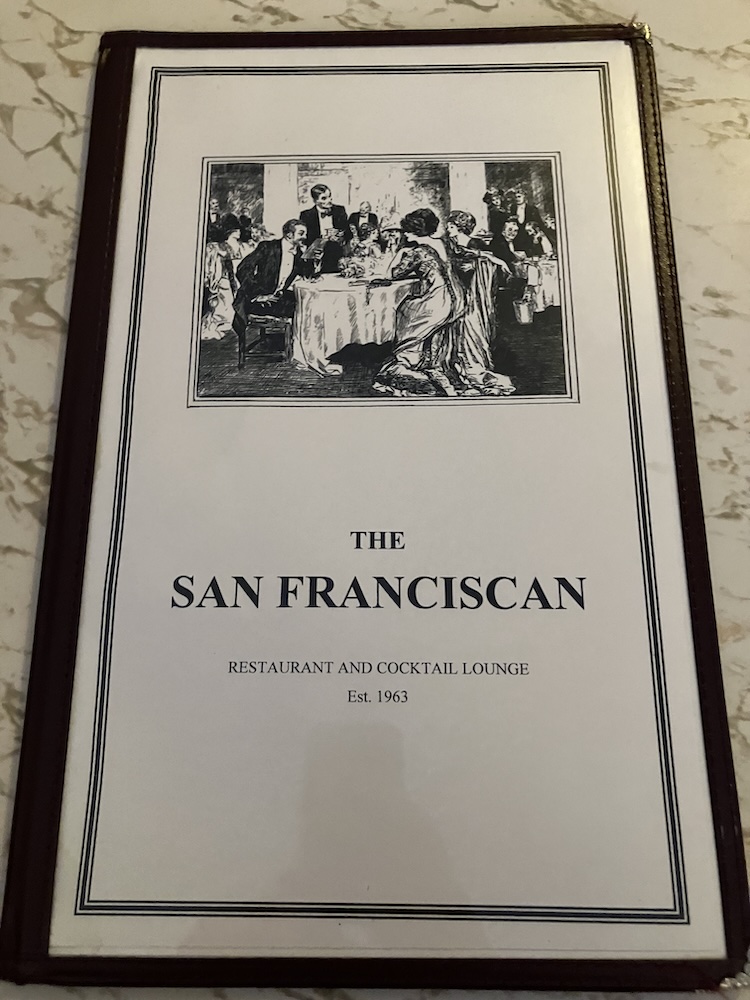 THE
SAN FRANCISCAN
RESTAURANT AND COCKTAIL LOUNGE
Est. 1963